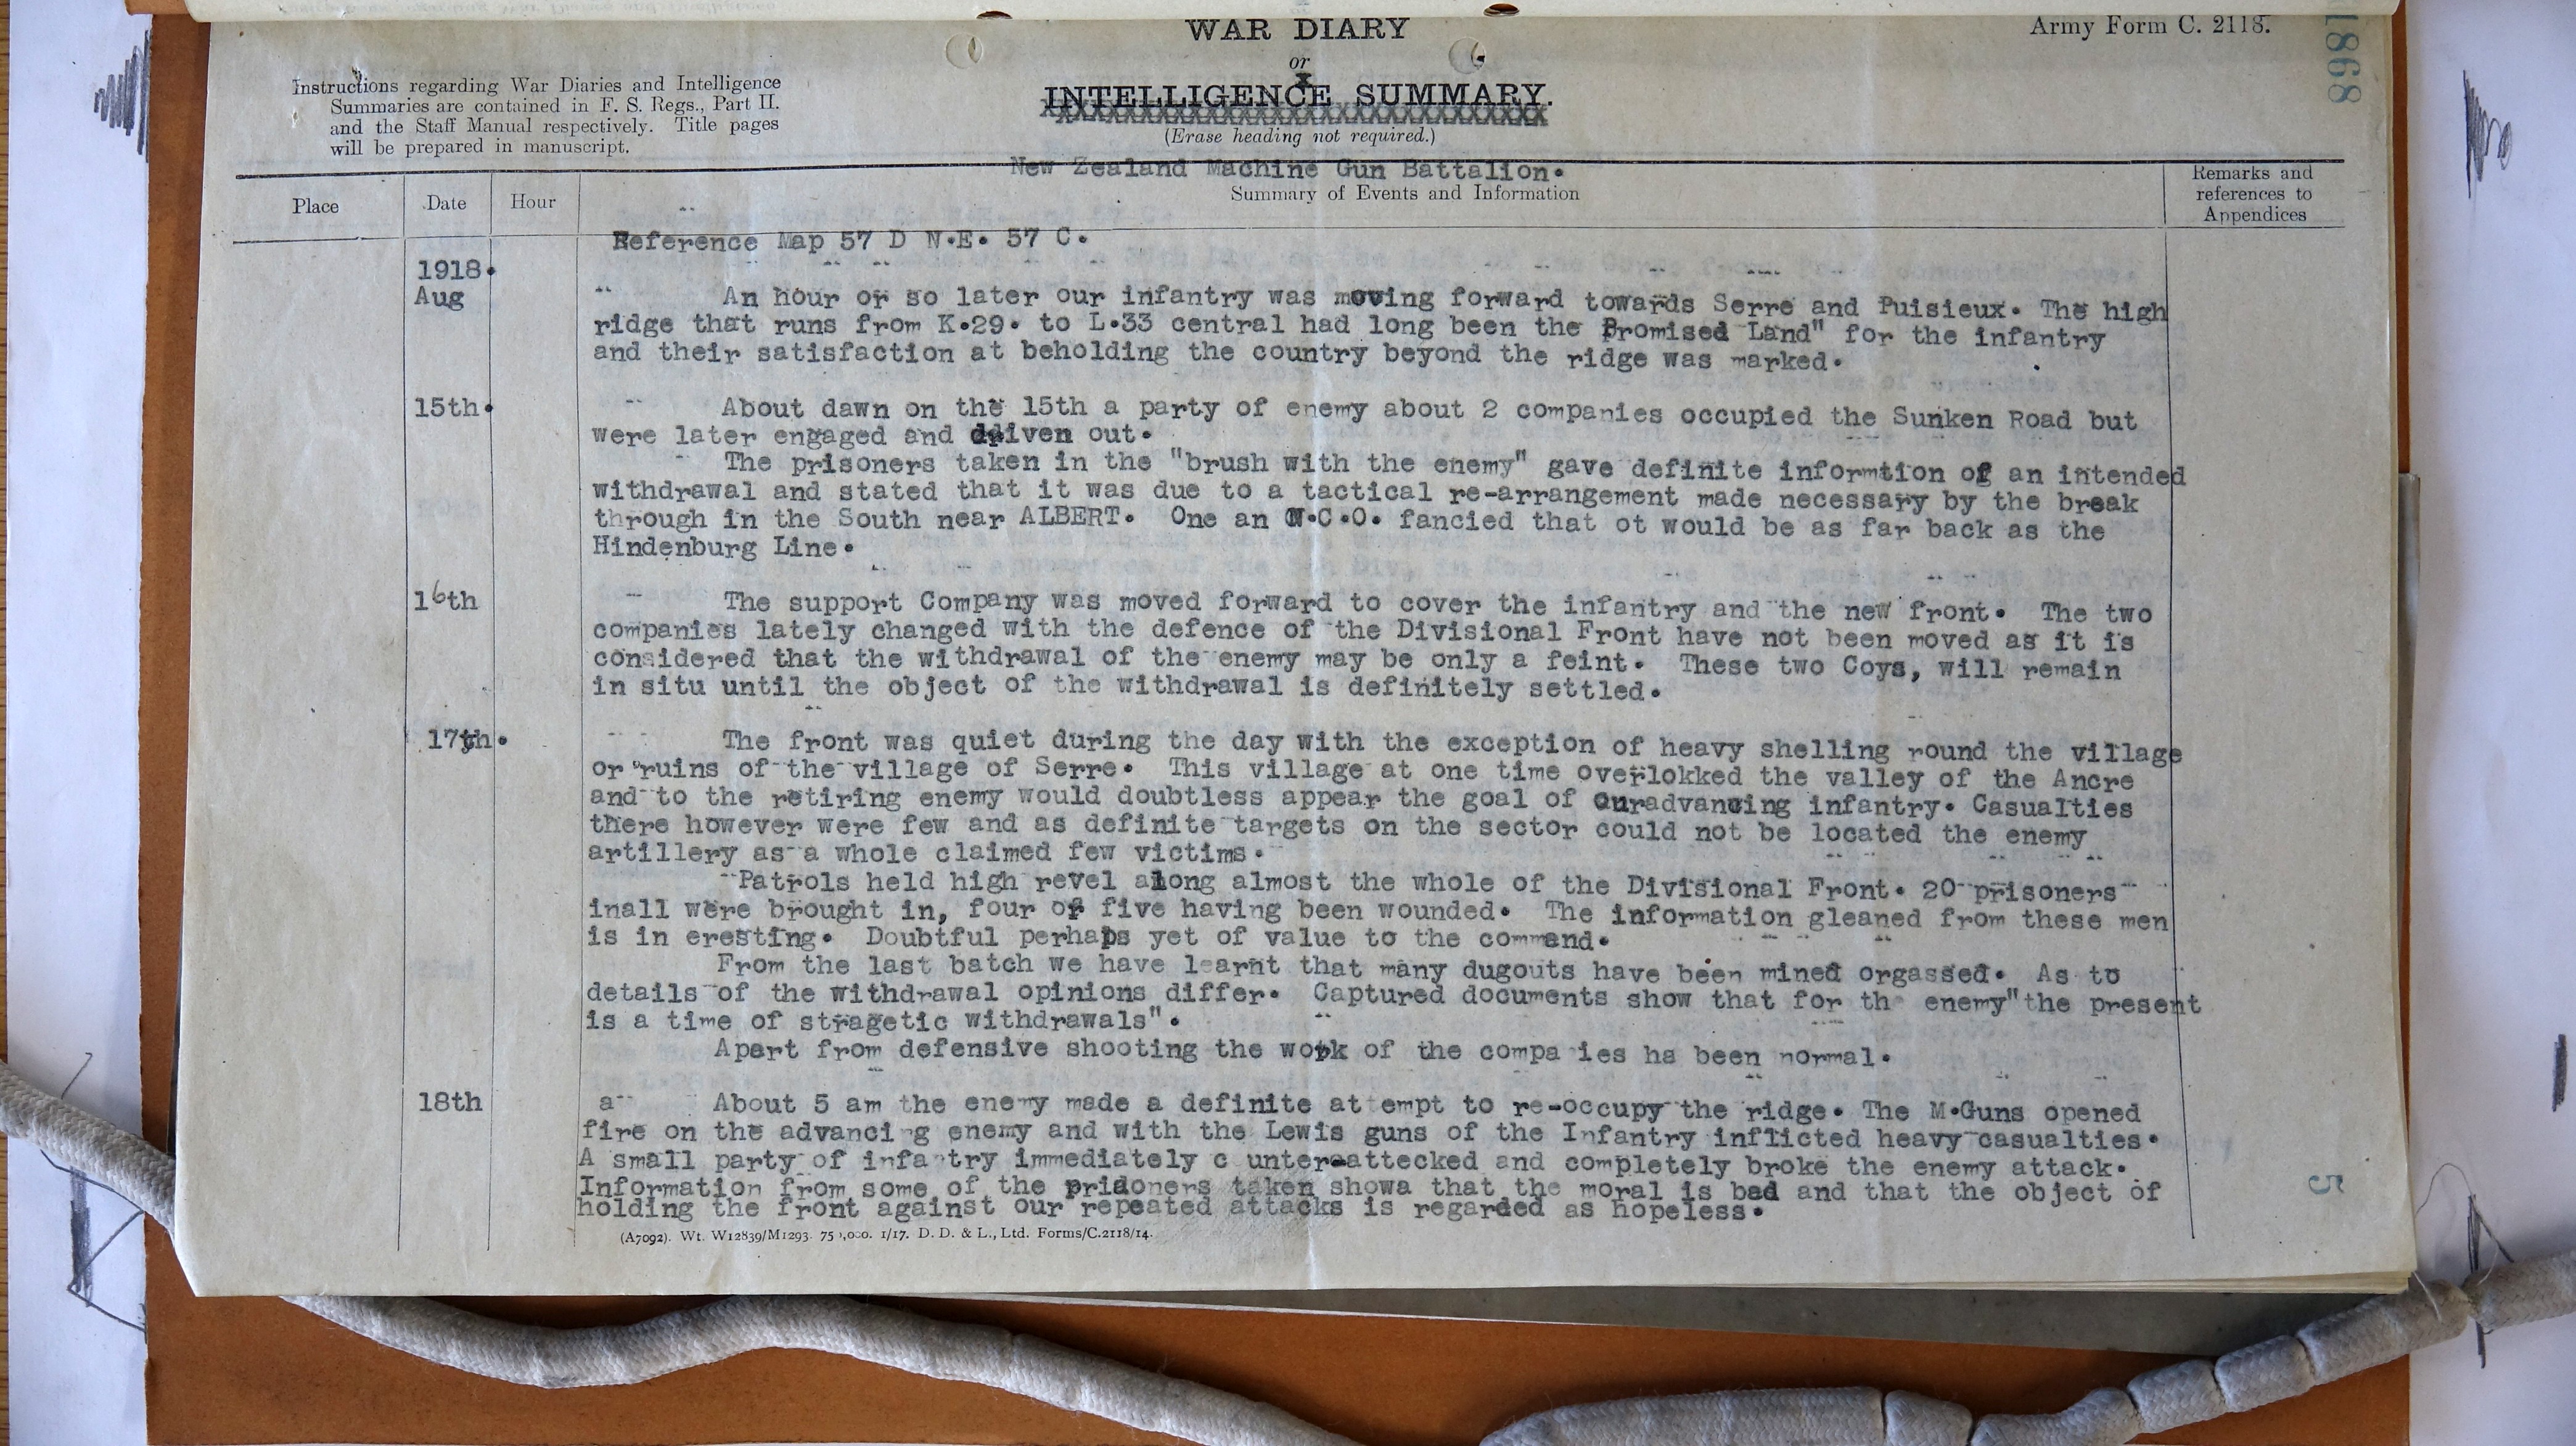 WAR DIARY
Army Form C. 2118.
or
INTELLIGENCE SUMMARY.
(Erase heading not required.)
Instructions regarding War Diaries and Intelligence
Summaries are contained in F. S. Regs., Part II.
and the Staff Manual respectively. Title pages
will be prepared in manuscript.
1868
New Zealand Machine Gun Battalion.
Place
Date
Hour
Summary of Events and Information
Remarks and
references to
Appendices
Reference Map 57 D N.E. 57 C.
1918.
Aug
An hour or so later our infantry was moving forward towards Serre and Puisieux. The high
ridge that runs from K.29. to L.33 central had long been the Promised Land" for the infantry
and their satisfaction at beholding the country beyond the ridge was marked.
15th. About dawn on the 15th a party of enemy about 2 companies occupied the Sunken Road but
were later engaged and driven out.
The prisoners taken in the "brush with the enemy" gave definite informtion of an intended
withdrawal and stated that it was due to a tactical re-arrangement made necessary by the break
through in the South near ALBERT. One an N.C.O. fancied that ot would be as far back as the
Hindenburg Line.
16th The support Company was moved forward to cover the infantry and the new front. The two
companies lately changed with the defence of the Divisional Front have not been moved as it is
considered that the withdrawal of the enemy may be only a feint. These two Coys, will remain
in situ until the object of the withdrawal is definitely settled.
17th. The front was quiet during the day with the exception of heavy shelling round the village
or ruins of the village of Serre. This village at one time overlokked the valley of the Ancre
and to the retiring enemy would doubtless appear the goal of ouradvancing infantry. Casualties
there however were few and as definite targets on the sector could not be located the enemy
artillery as a whole claimed few victims.
Patrols held high revel along almost the whole of the Divisional Front. 20 prisoners
inall were brought in, four of five having been wounded. The information gleaned from these men
is in eresting. Doubtful perhaps yet of value to the command.
From the last batch we have learnt that many dugouts have been mined orgassed. As to
details of the withdrawal opinions differ. Captured documents show that for th enemy"the present
is a time of stragetic withdrawals".
Apart from defensive shooting the work of the compa ies hs been normal.
18th a About 5 am the enemy made a definite attempt to re-occupy the ridge. The M.Guns opened
fire on the advancing enemy and with the Lewis guns of the Infantry inflicted heavy casualties.
A small party of infantry immediately c unter-attecked and completely broke the enemy attack.
Information from some of the pridoners taken showa that the moral is bad and that the object of
holding the front against our repeated attacks is regarded as hopeless.
(A7092). Wt. W12839/M1293. 75 ,000. 1/17. D. D. & L., Ltd. Forms/C.2118/14.
5